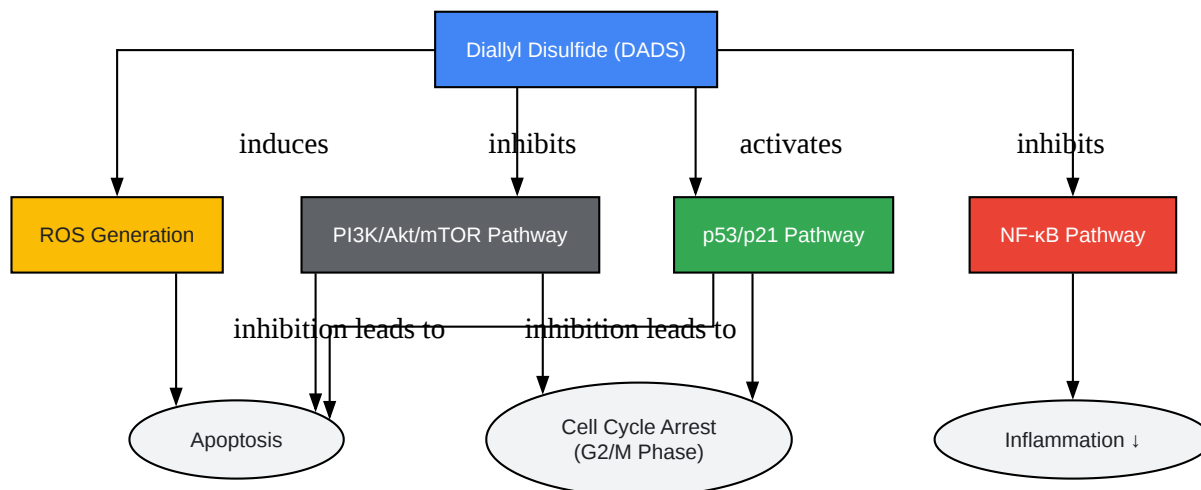 Diallyl Disulfide (DADS)
induces
inhibits
activates
inhibits
ROS Generation
PI3K/Akt/mTOR Pathway
p53/p21 Pathway
NF-κB Pathway
inhibition leads to
inhibition leads to
Apoptosis
Cell Cycle Arrest
(G2/M Phase)
Inflammation ↓